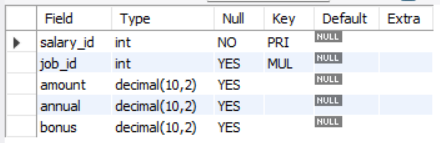 Field Type Null Key Default Extra
salary_id int NO PRI NULL
job_id int YES MUL NULL
amount decimal(10,2) YES NULL
annual decimal(10,2) YES NULL
bonus decimal(10,2) YES NULL